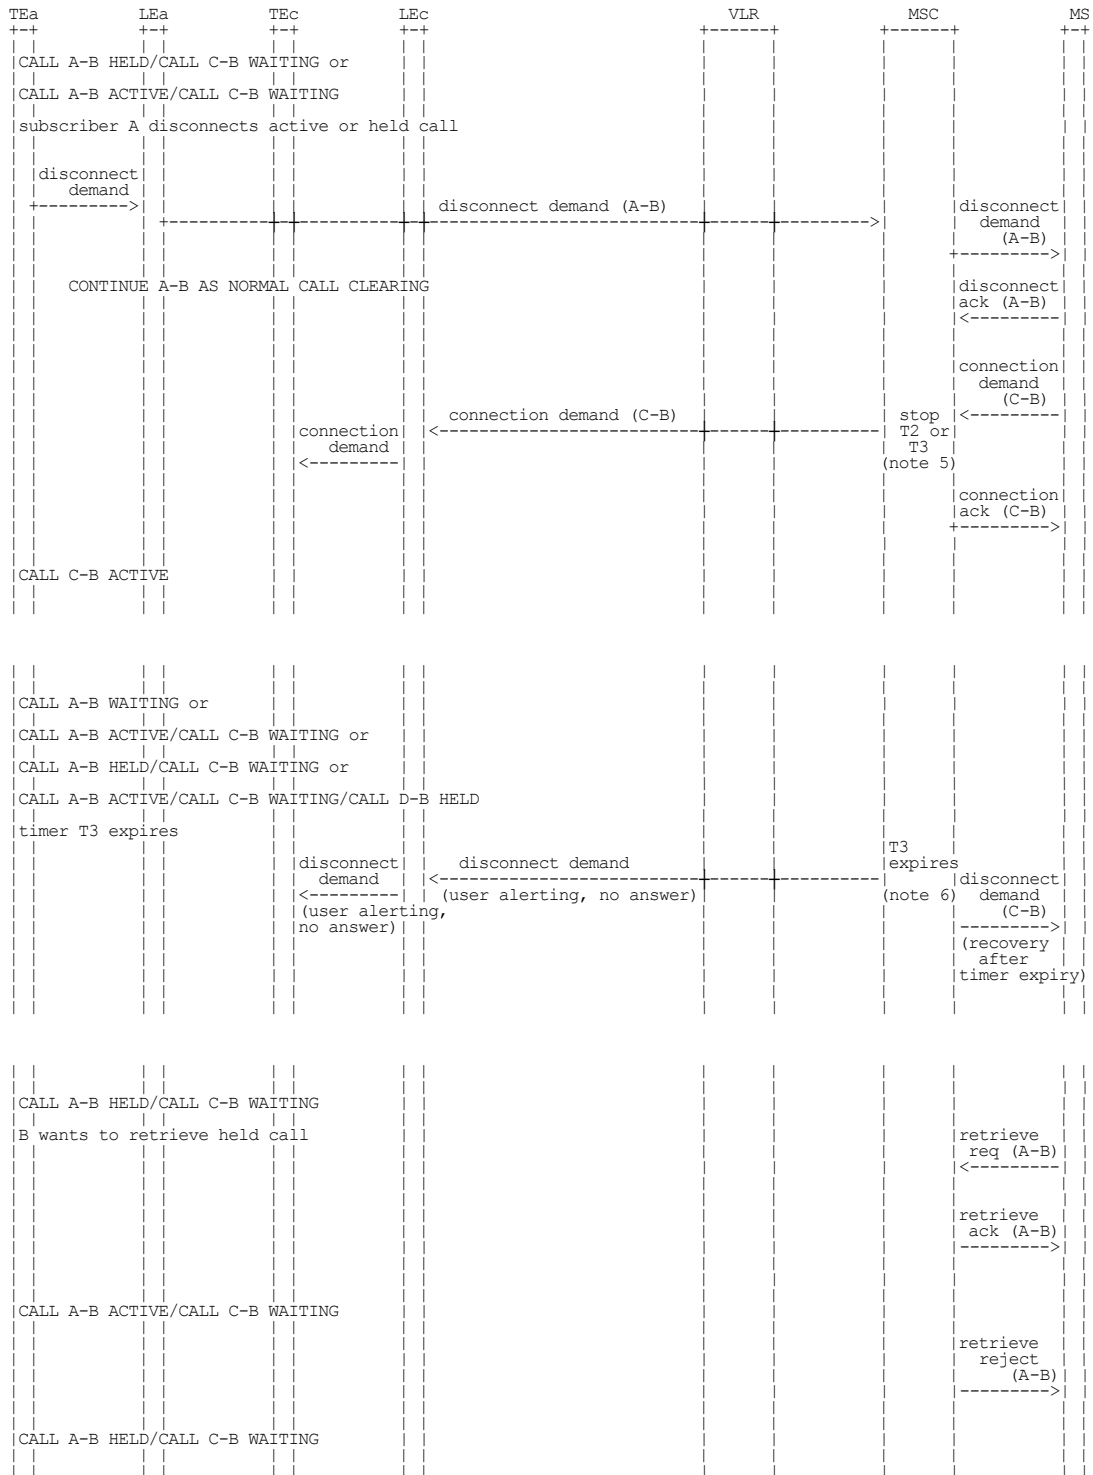 TEa LEa TEc LEc VLR MSC MS
CALL A-B HELD/CALL C-B WAITING or
CALL A-B ACTIVE/CALL C-B WAITING
subscriber A disconnects active or held call
disconnect
demand
disconnect demand (A-B)
disconnect
demand
(A-B)
CONTINUE A-B AS NORMAL CALL CLEARING
disconnect
ack (A-B)
connection
demand
(C-B)
connection demand (C-B)
stop
T2 or
T3
(note 5)
connection
demand
connection
ack (C-B)
CALL C-B ACTIVE
CALL A-B WAITING or
CALL A-B ACTIVE/CALL C-B WAITING or
CALL A-B HELD/CALL C-B WAITING or
CALL A-B ACTIVE/CALL C-B WAITING/CALL D-B HELD
timer T3 expires
T3
expires
(note 6)
disconnect demand
(user alerting, no answer)
disconnect
demand
(user alerting,
no answer)
disconnect
demand
(C-B)
(recovery
after
timer expiry)
CALL A-B HELD/CALL C-B WAITING
B wants to retrieve held call
retrieve
req (A-B)
retrieve
ack (A-B)
CALL A-B ACTIVE/CALL C-B WAITING
retrieve
reject
(A-B)
CALL A-B HELD/CALL C-B WAITING